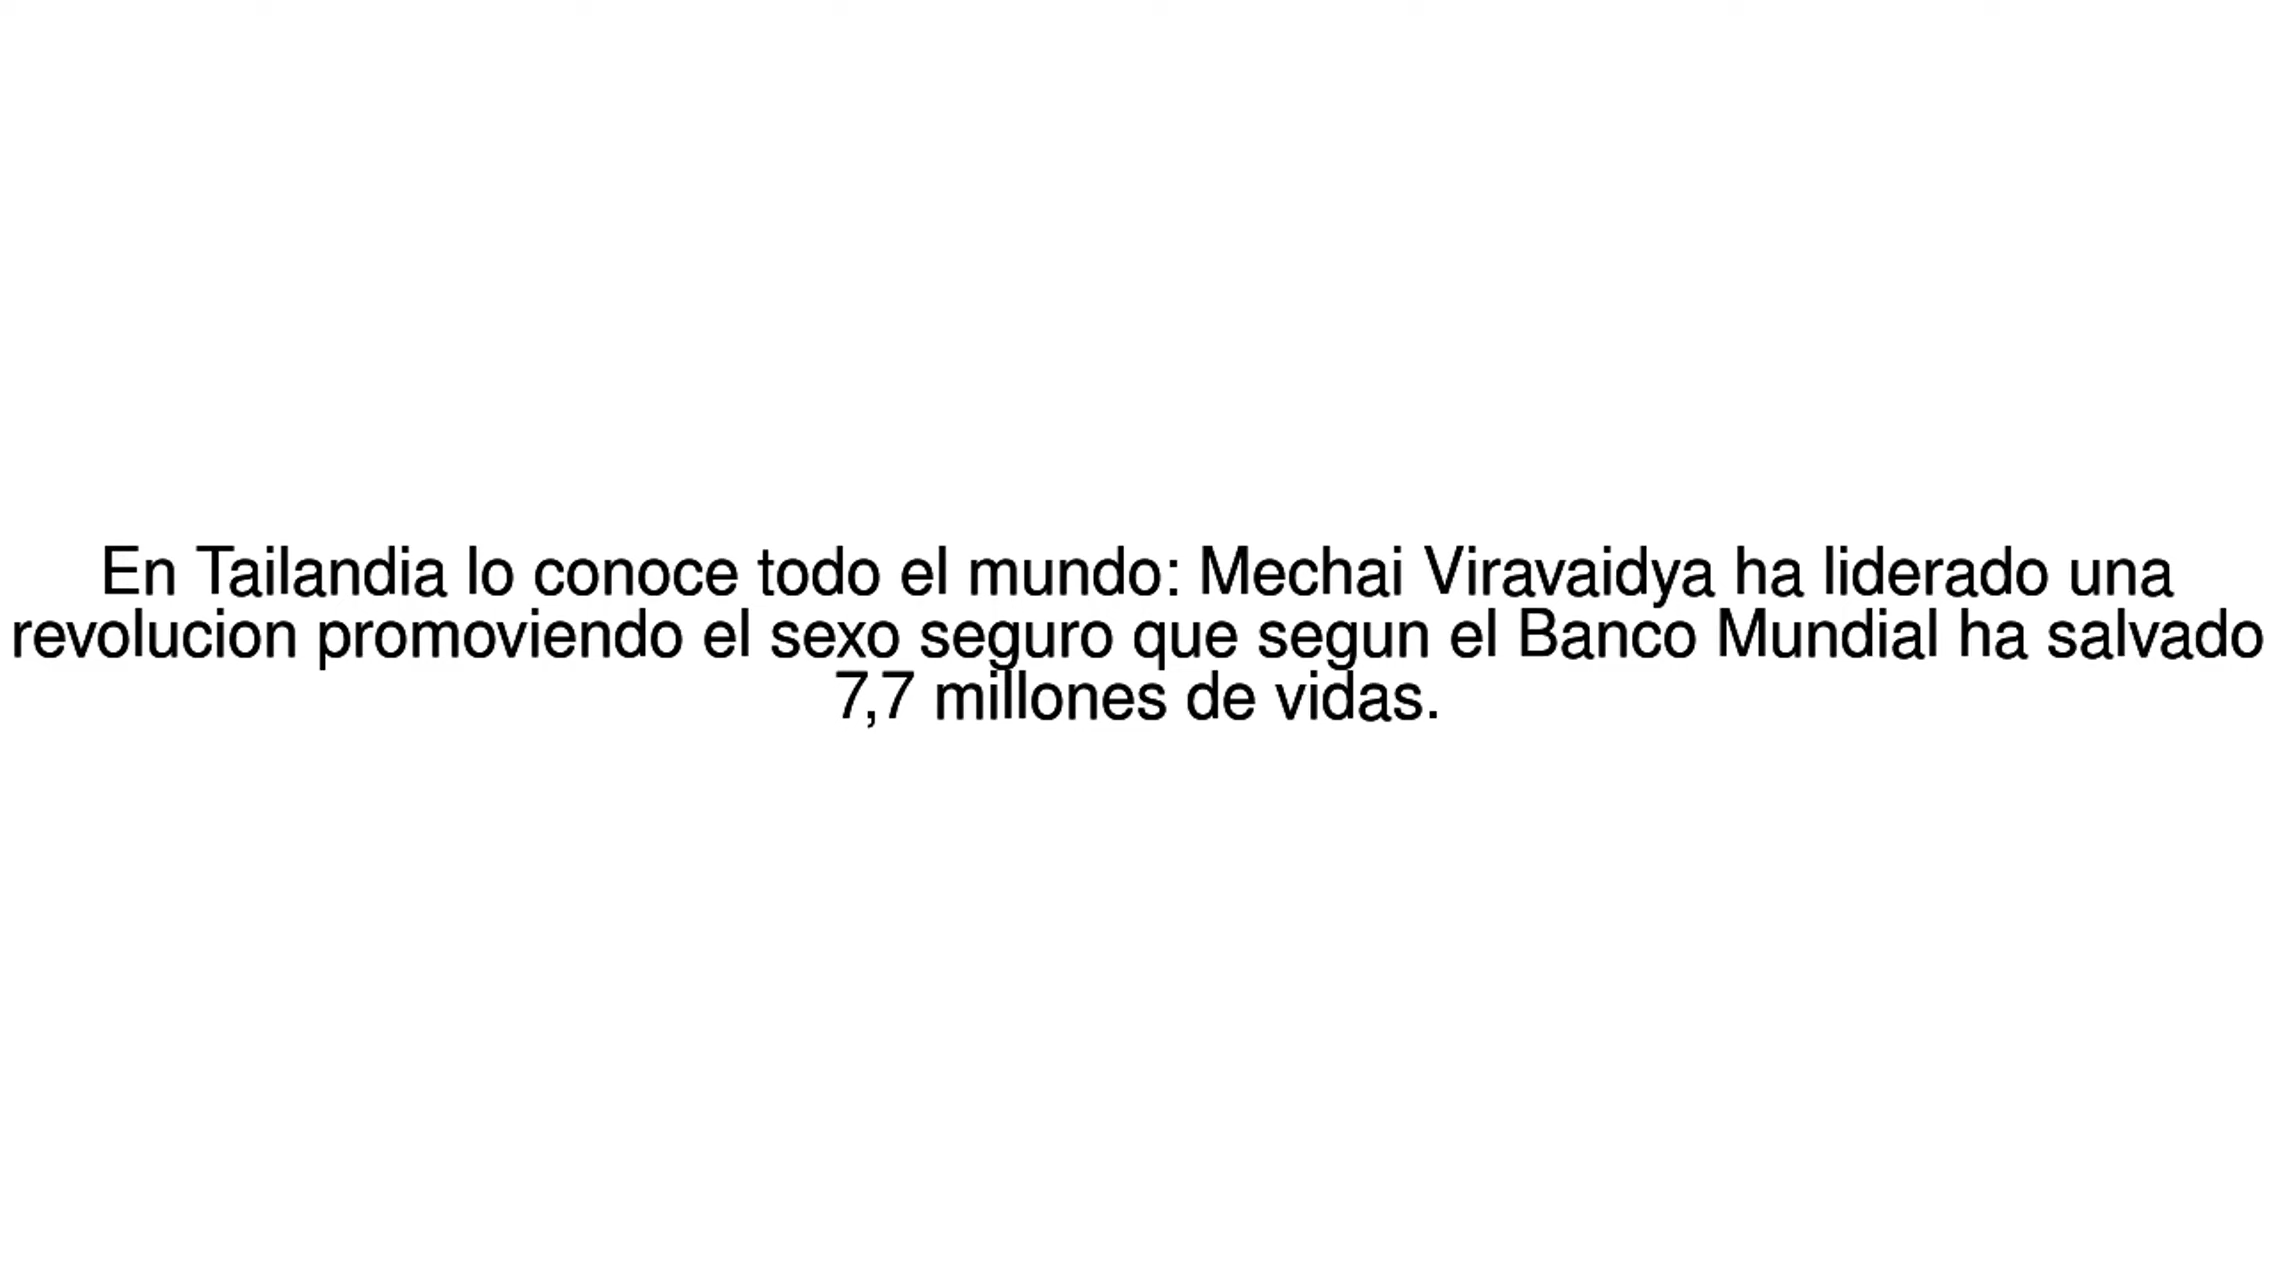 En Tailandia lo conoce todo el mundo: Mechai Viravaidya ha liderado una
revolucion promoviendo el sexo seguro que segun el Banco Mundial ha salvado
7,7 millones de vidas.